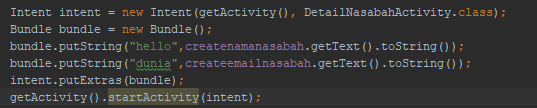 Intent intent = new Intent(getActivity(), DetailNasabahActivity.class);
Bundle bundle = new Bundle();
bundle.putString("hello",createnamanasabah.getText().toString());
bundle.putString("dunia",createemailnasabah.getText().toString());
intent.putExtras(bundle);
getActivity().startActivity(intent);